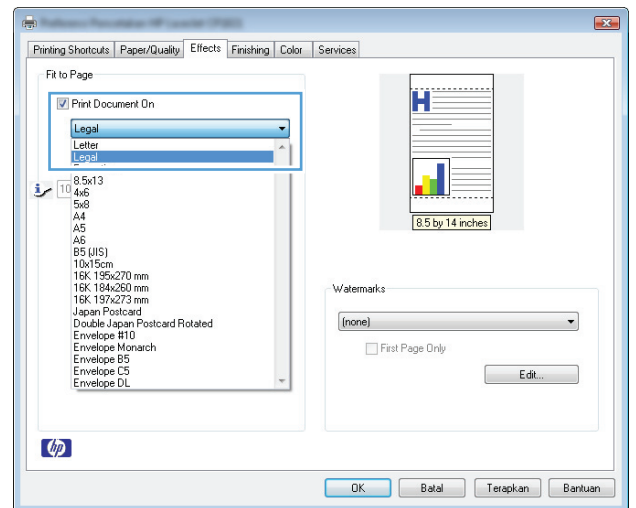 Printing Shortcuts Paper/Quality Effects Finishing Color Services
Fit to Page
Print Document On
Legal
Letter
Legal
8.5x13
4x6
5x8
A4
A5
A6
B5 (JIS)
10x15cm
16K 195x270 mm
16K 184x260 mm
16K 197x273 mm
Japan Postcard
Double Japan Postcard Rotated
Envelope #10
Envelope Monarch
Envelope B5
Envelope C5
Envelope DL
10
H
8.5 by 14 inches
Watermarks
(none)
First Page Only
Edit...
hp
OK Batal Terapkan Bantuan